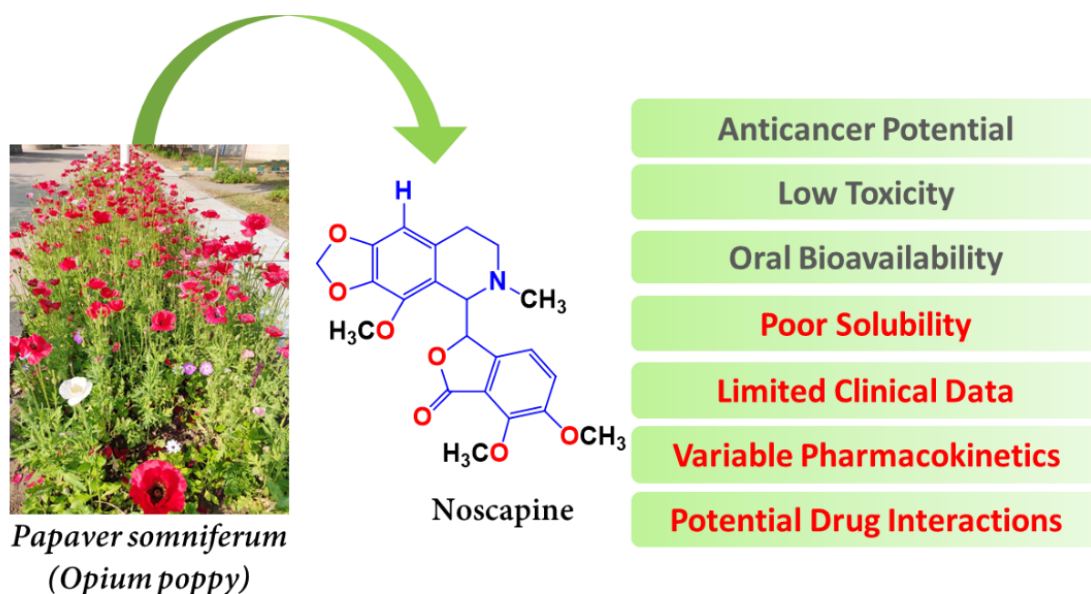 Anticancer Potential
Low Toxicity
Oral Bioavailability
Poor Solubility
Limited Clinical Data
Variable Pharmacokinetics
Potential Drug Interactions
H
O
O
N
CH₃
H₃CO
O
O
H₃CO
OCH₃
Noscapine
Papaver somniferum
(Opium poppy)